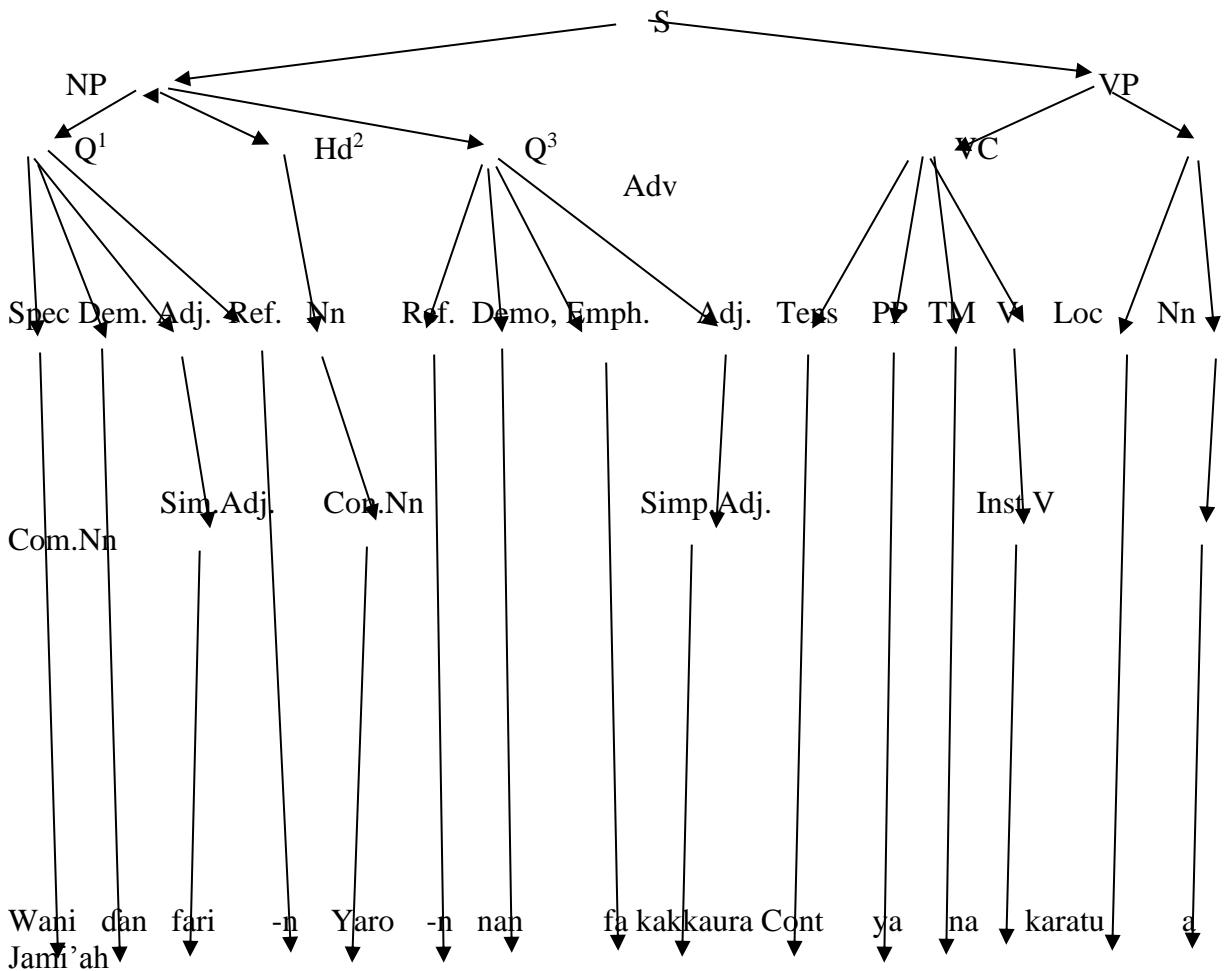 S
NP VP
Q¹ Hd² Q³ VC
Adv
Spec Dem. Adj. Ref. Nn Ref. Demo, Emph. Adj. Tens PP TM V Loc Nn
Sim.Adj. Con.Nn Simp.Adj. Inst.V
Com.Nn
Wani ɗan fari -n Yaro -n nan fa kakkaura Cont ya na karatu a
Jami’ah